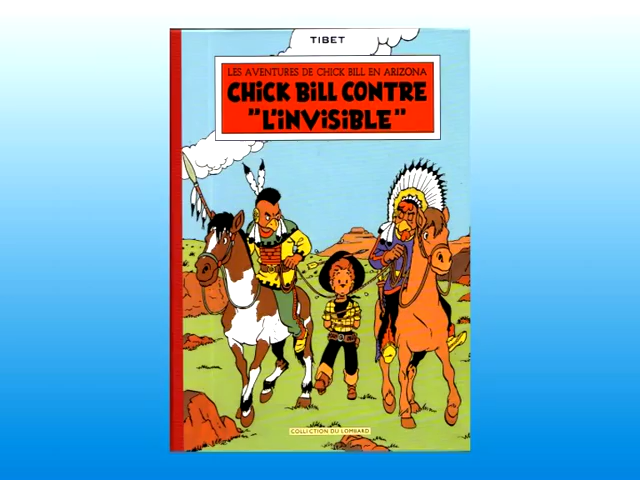 TIBET
LES AVENTURES DE CHICK BILL EN ARIZONA
CHiCK BiLL CONTRE
"L'iNViSiBLE"
COLLECTION DU LOMBARD